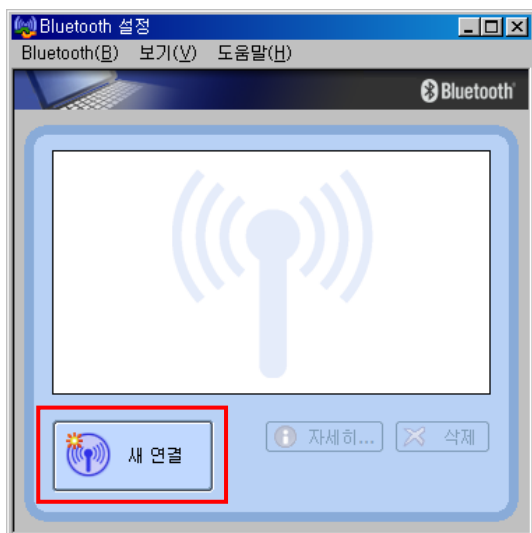 Bluetooth 설정
Bluetooth(B) 보기(V) 도움말(H)
Bluetooth
새 연결
자세히...
삭제